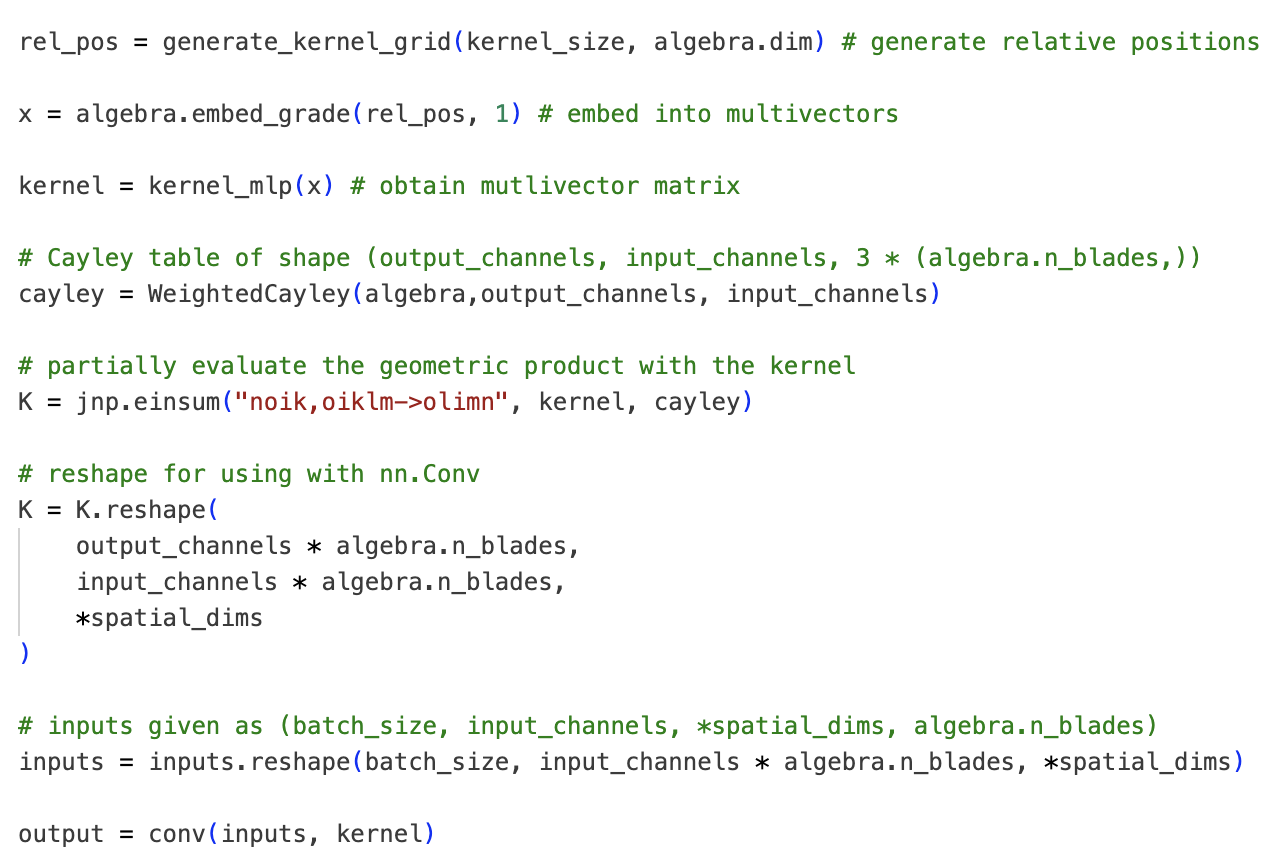 rel_pos = generate_kernel_grid(kernel_size, algebra.dim) # generate relative positions
x = algebra.embed_grade(rel_pos, 1) # embed into multivectors
kernel = kernel_mlp(x) # obtain mutlivector matrix
# Cayley table of shape (output_channels, input_channels, 3 * (algebra.n_blades,))
cayley = WeightedCayley(algebra,output_channels, input_channels)
# partially evaluate the geometric product with the kernel
K = jnp.einsum("noik,oiklm->olimn", kernel, cayley)
# reshape for using with nn.Conv
K = K.reshape(
    output_channels * algebra.n_blades,
    input_channels * algebra.n_blades,
    *spatial_dims
)
# inputs given as (batch_size, input_channels, *spatial_dims, algebra.n_blades)
inputs = inputs.reshape(batch_size, input_channels * algebra.n_blades, *spatial_dims)
output = conv(inputs, kernel)